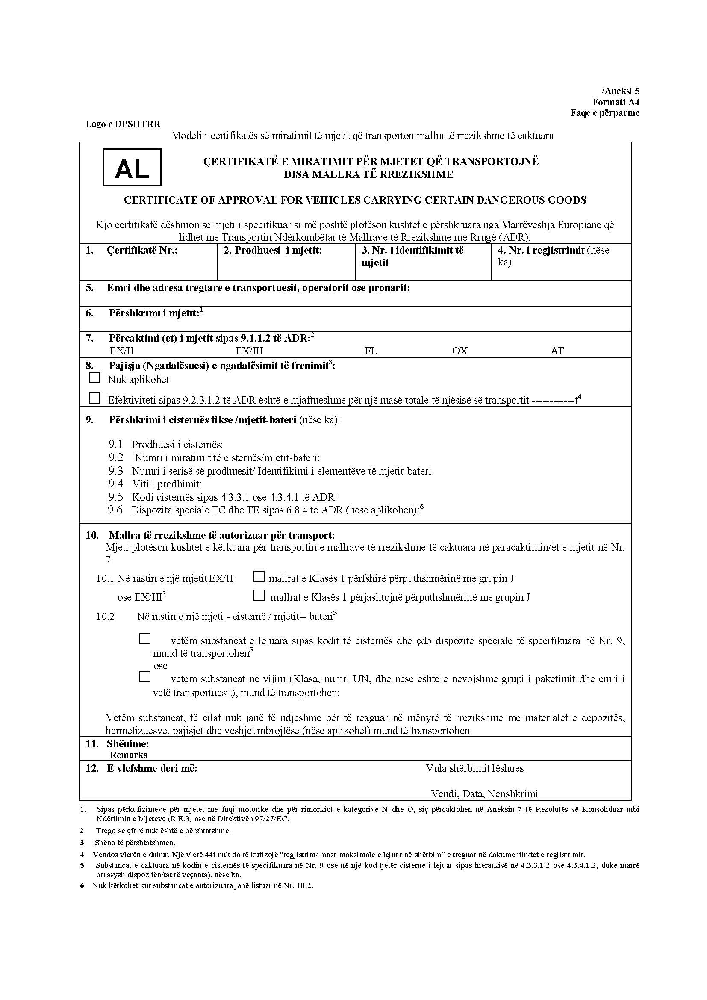 /Aneksi 5
Formati A4
Faqe e përparme
Logo e DPSHTRR
Modeli i certifikatës së miratimit të mjetit që transporton mallra të rrezikshme të caktuara
AL
ÇERTIFIKATË E MIRATIMIT PËR MJETET QË TRANSPORTOJNË
DISA MALLRA TË RREZIKSHME
CERTIFICATE OF APPROVAL FOR VEHICLES CARRYING CERTAIN DANGEROUS GOODS
Kjo certifikatë dëshmon se mjeti i specifikuar si më poshtë plotëson kushtet e përshkruara nga Marrëveshja Europiane që
lidhet me Transportin Ndërkombëtar të Mallrave të Rrezikshme me Rrugë (ADR).
1. Çertifikatë Nr.:
2. Prodhuesi i mjetit:
3. Nr. i identifikimit të
mjetit
4. Nr. i regjistrimit (nëse
ka)
5. Emri dhe adresa tregtare e transportuesit, operatorit ose pronarit:
6. Përshkrimi i mjetit:1
7. Përcaktimi (et) i mjetit sipas 9.1.1.2 të ADR:2
EX/II EX/III FL OX AT
8. Pajisja (Ngadalësuesi) e ngadalësimit të frenimit3:
Nuk aplikohet
Efektiviteti sipas 9.2.3.1.2 të ADR është e mjaftueshme për një masë totale të njësisë së transportit ------------t4
9. Përshkrimi i cisternës fikse /mjetit-bateri (nëse ka):
9.1 Prodhuesi i cisternës:
9.2 Numri i miratimit të cisternës/mjetit-bateri:
9.3 Numri i serisë së prodhuesit/ Identifikimi i elementëve të mjetit-bateri:
9.4 Viti i prodhimit:
9.5 Kodi cisternës sipas 4.3.3.1 ose 4.3.4.1 të ADR:
9.6 Dispozita speciale TC dhe TE sipas 6.8.4 të ADR (nëse aplikohen):6
10. Mallra të rrezikshme të autorizuar për transport:
Mjeti plotëson kushtet e kërkuara për transportin e mallrave të rrezikshme të caktuara në paracaktimin/et e mjetit në Nr.
7.
10.1 Në rastin e një mjetit EX/II mallrat e Klasës 1 përfshirë përputhshmërinë me grupin J
ose EX/III3 mallrat e Klasës 1 përjashtojnë përputhshmërinë me grupin J
10.2 Në rastin e një mjeti - cisternë / mjetit– bateri3
vetëm substancat e lejuara sipas kodit të cisternës dhe çdo dispozite speciale të specifikuara në Nr. 9,
mund të transportohen5
ose
vetëm substancat në vijim (Klasa, numri UN, dhe nëse është e nevojshme grupi i paketimit dhe emri i
vetë transportuesit), mund të transportohen:
Vetëm substancat, të cilat nuk janë të ndjeshme për të reaguar në mënyrë të rrezikshme me materialet e depozitës,
hermetizuesve, pajisjet dhe veshjet mbrojtëse (nëse aplikohet) mund të transportohen.
11. Shënime:
Remarks
12. E vlefshme deri më: Vula shërbimit lëshues
Vendi, Data, Nënshkrimi
1. Sipas përkufizimeve për mjetet me fuqi motorike dhe për rimorkiot e kategorive N dhe O, siç përcaktohen në Aneksin 7 të Rezolutës së Konsoliduar mbi
Ndërtimin e Mjeteve (R.E.3) ose në Direktivën 97/27/EC.
2 Trego se çfarë nuk është e përshtatshme.
3 Shëno të përshtatshmen.
4 Vendos vlerën e duhur. Një vlerë 44t nuk do të kufizojë "regjistrim/ masa maksimale e lejuar në-shërbim" e treguar në dokumentin/tet e regjistrimit.
5 Substancat e caktuara në kodin e cisternës të specifikuara në Nr. 9 ose në një kod tjetër cisterne i lejuar sipas hierarkisë në 4.3.3.1.2 ose 4.3.4.1.2, duke marrë
parasysh dispozitën/tat të veçanta), nëse ka.
6 Nuk kërkohet kur substancat e autorizuara janë listuar në Nr. 10.2.